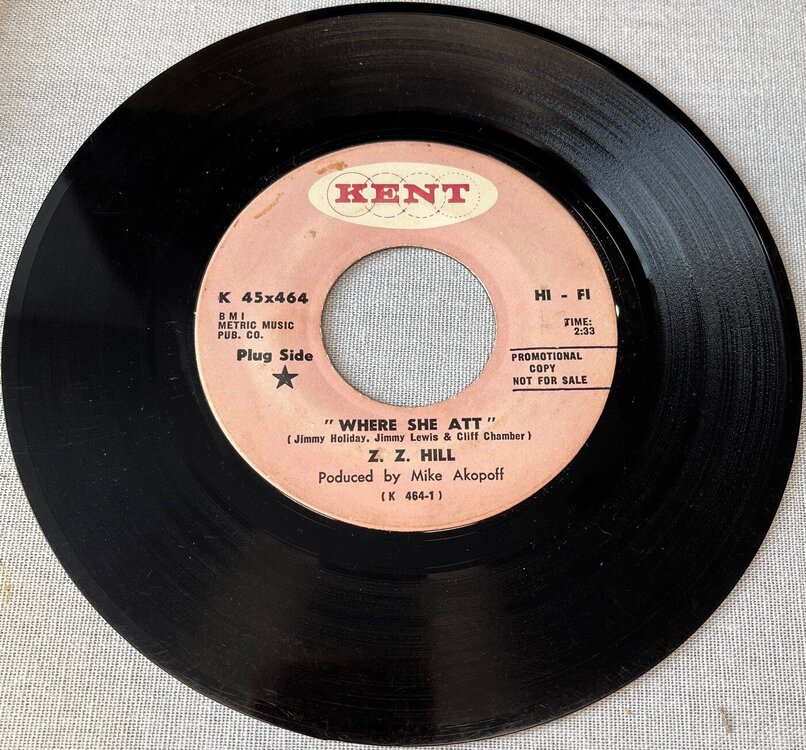 KENT
K 45x464
HI - FI
BMI
METRIC MUSIC
PUB. CO.
TIME:
2:33
Plug Side
PROMOTIONAL
COPY
NOT FOR SALE
"WHERE SHE ATT"
(Jimmy Holiday, Jimmy Lewis & Cliff Chamber)
Z. Z. HILL
Poduced by Mike Akopoff
(K 464-1)